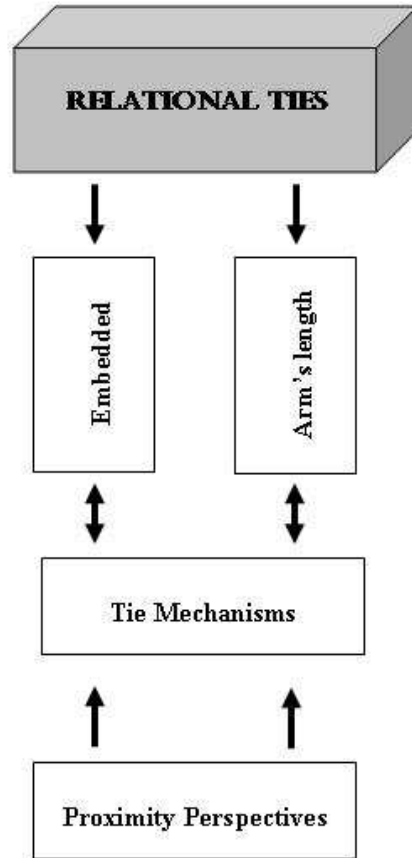 RELATIONAL TIES
Embedded
Arm's length
Tie Mechanisms
Proximity Perspectives